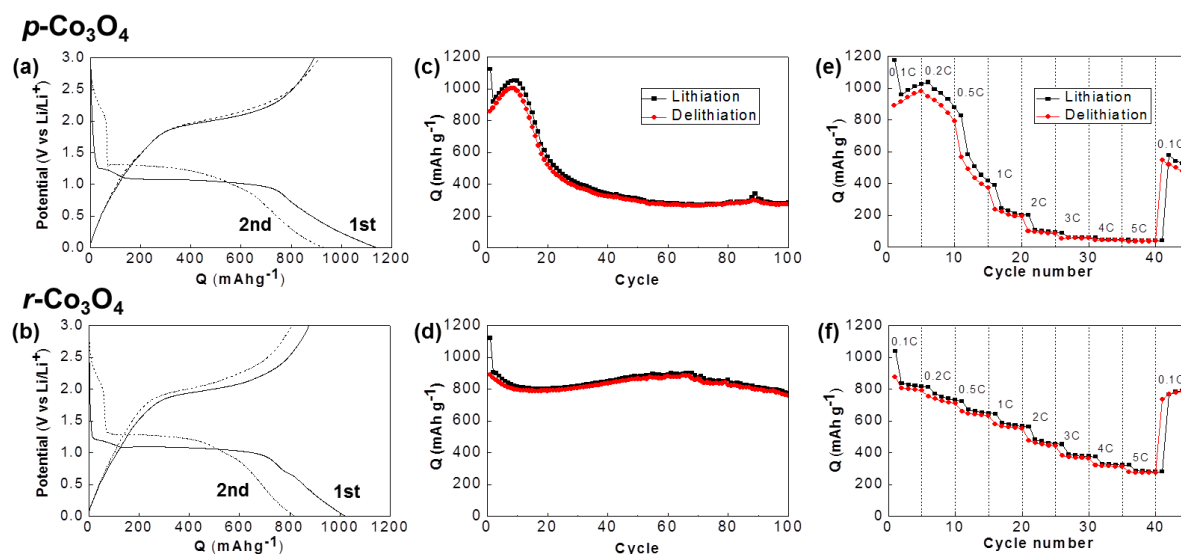 p-Co3O4
(a)
3.0
2.5
2.0
1.5
1.0
0.5
0.0
Potential (V vs Li/Li+)
2nd
1st
0 200 400 600 800 1000 1200
Q (mAhg-1)
(c)
1200
1000
800
600
400
200
0
Q (mAh g-1)
Lithiation
Delithiation
0 20 40 60 80 100
Cycle
(e)
1200
1000
800
600
400
200
0
Q (mAh g-1)
0.1C 0.2C 0.5C 1C 2C 3C 4C 5C 0.1C
Lithiation
Delithiation
0 10 20 30 40
Cycle number
r-Co3O4
(b)
3.0
2.5
2.0
1.5
1.0
0.5
0.0
Potential (V vs Li/Li+)
2nd
1st
0 200 400 600 800 1000 1200
Q (mAhg-1)
(d)
1200
1000
800
600
400
200
0
Q (mAh g-1)
0 20 40 60 80 100
Cycle
(f)
1200
1000
800
600
400
200
0
Q (mAh g-1)
0.1C 0.2C 0.5C 1C 2C 3C 4C 5C 0.1C
0 10 20 30 40
Cycle number